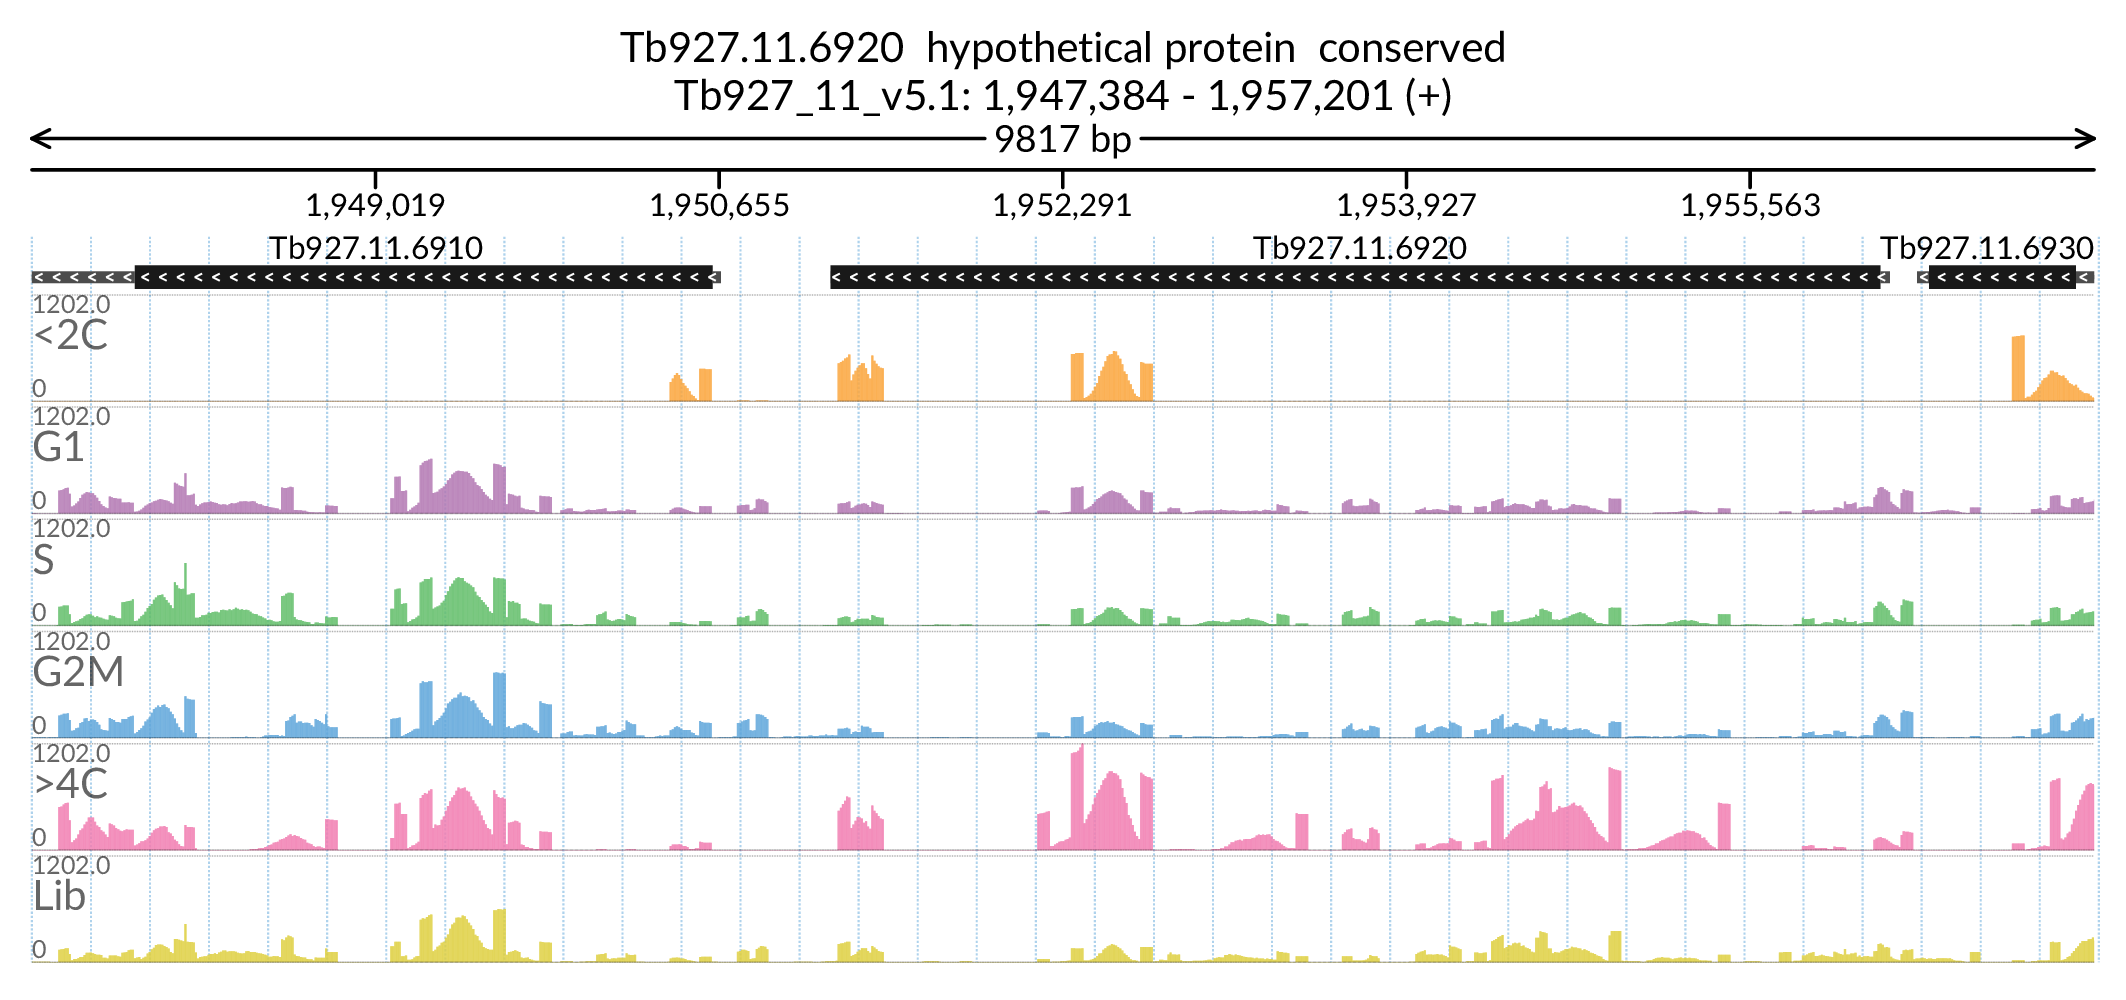 Tb927.11.6920 hypothetical protein conserved
Tb927_11_v5.1: 1,947,384 - 1,957,201 (+)
9817 bp
1,949,019 1,950,655 1,952,291 1,953,927 1,955,563
Tb927.11.6910 Tb927.11.6920 Tb927.11.6930
1202.0
<2C
0
1202.0
G1
0
1202.0
S
0
1202.0
G2M
0
1202.0
>4C
0
1202.0
Lib
0